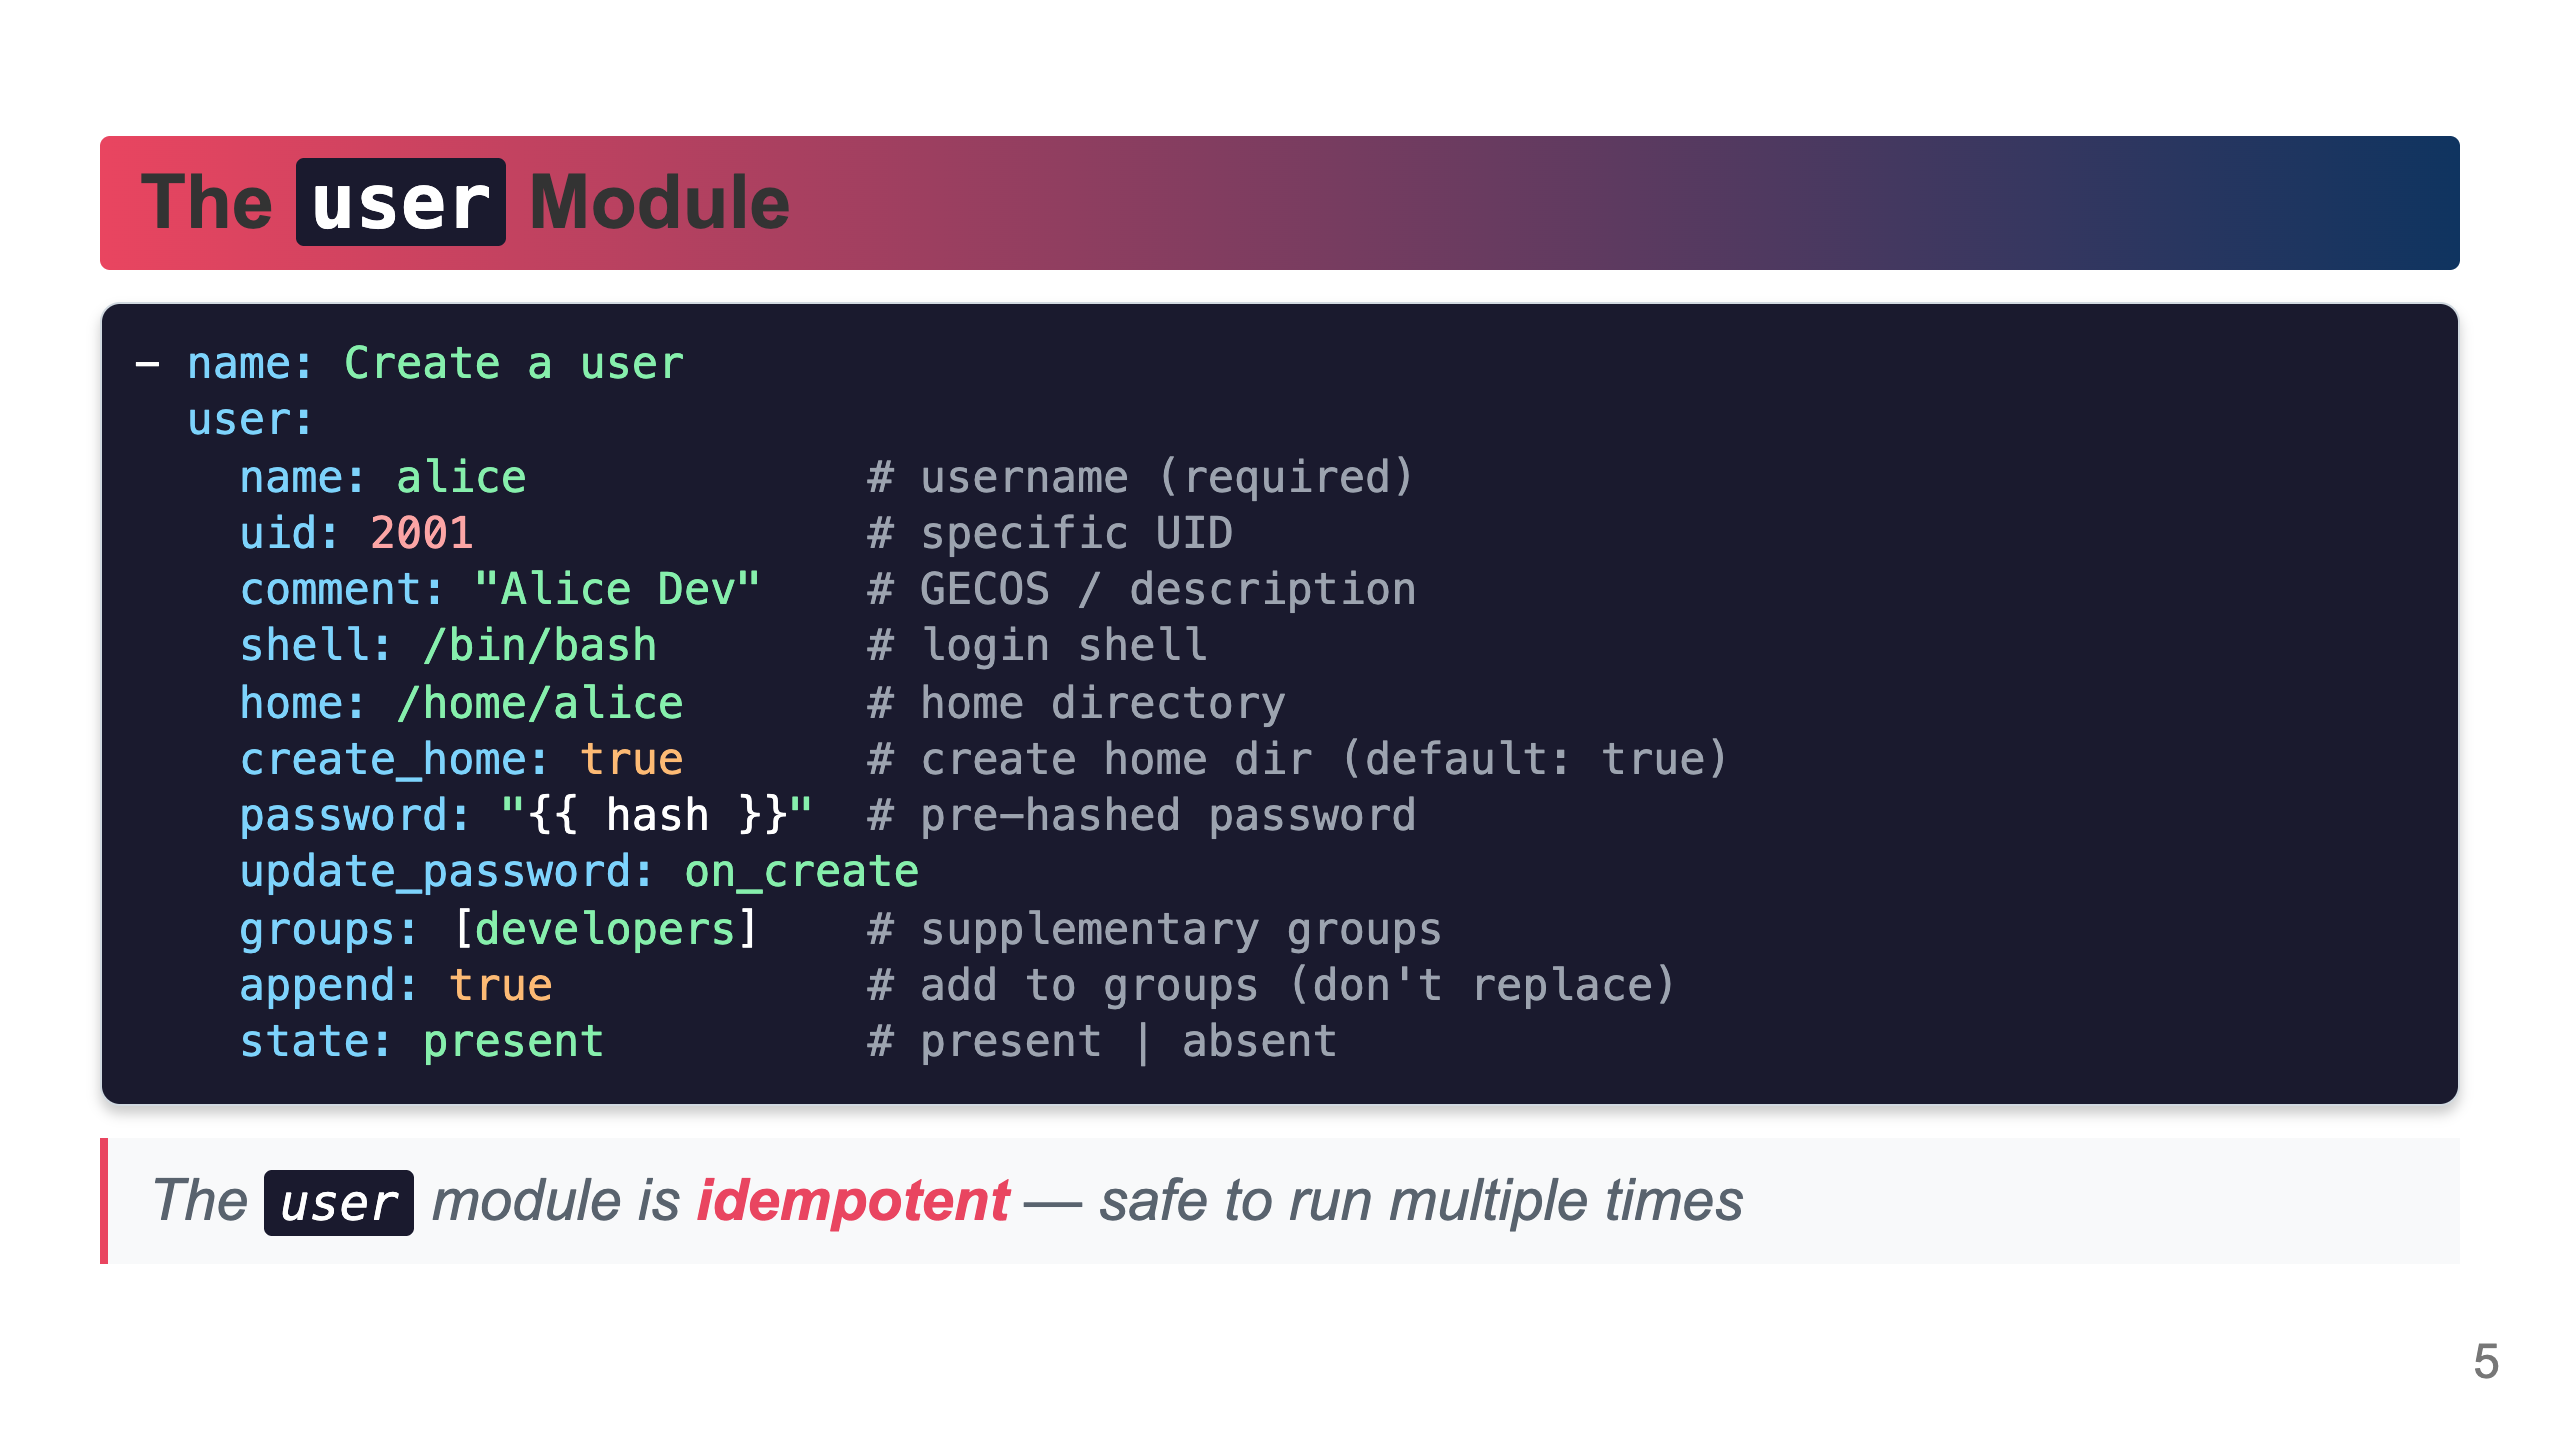 The user Module
- name: Create a user
  user:
    name: alice             # username (required)
    uid: 2001               # specific UID
    comment: "Alice Dev"    # GECOS / description
    shell: /bin/bash        # login shell
    home: /home/alice       # home directory
    create_home: true       # create home dir (default: true)
    password: "{{ hash }}"  # pre-hashed password
    update_password: on_create
    groups: [developers]    # supplementary groups
    append: true            # add to groups (don't replace)
    state: present          # present | absent
The user module is idempotent — safe to run multiple times
5